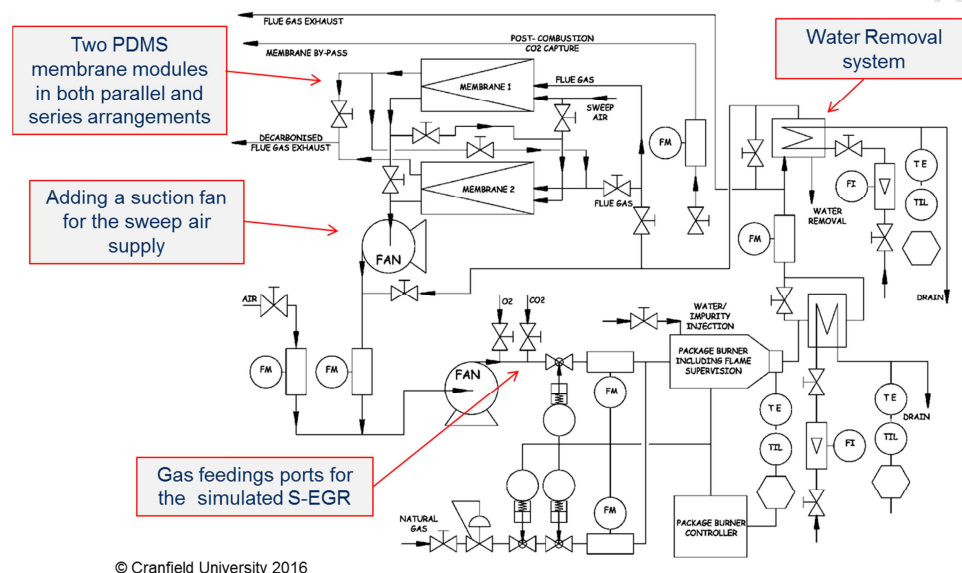 FLUE GAS EXHAUST
Two PDMS
membrane modules
in both parallel and
series arrangements
POST- COMBUSTION
CO2 CAPTURE
MEMBRANE BY-PASS
Water Removal
system
MEMBRANE 1
FLUE GAS
SWEEP
AIR
DECARBONISED
FLUE GAS EXHAUST
FM
TE
FI
TIL
MEMBRANE 2
FLUE GAS
WATER
REMOVAL
Adding a suction fan
for the sweep air
supply
FAN
FM
DRAIN
AIR
O2
CO2
WATER/
IMPURITY
INJECTION
PACKAGE BURNER
INCLUDING FLAME
SUPERVISION
FM
FM
FAN
FM
TE
TE
DRAIN
TIL
FI
TIL
Gas feedings ports for
the simulated S-EGR
FM
NATURAL
GAS
PACKAGE BURNER
CONTROLLER
© Cranfield University 2016